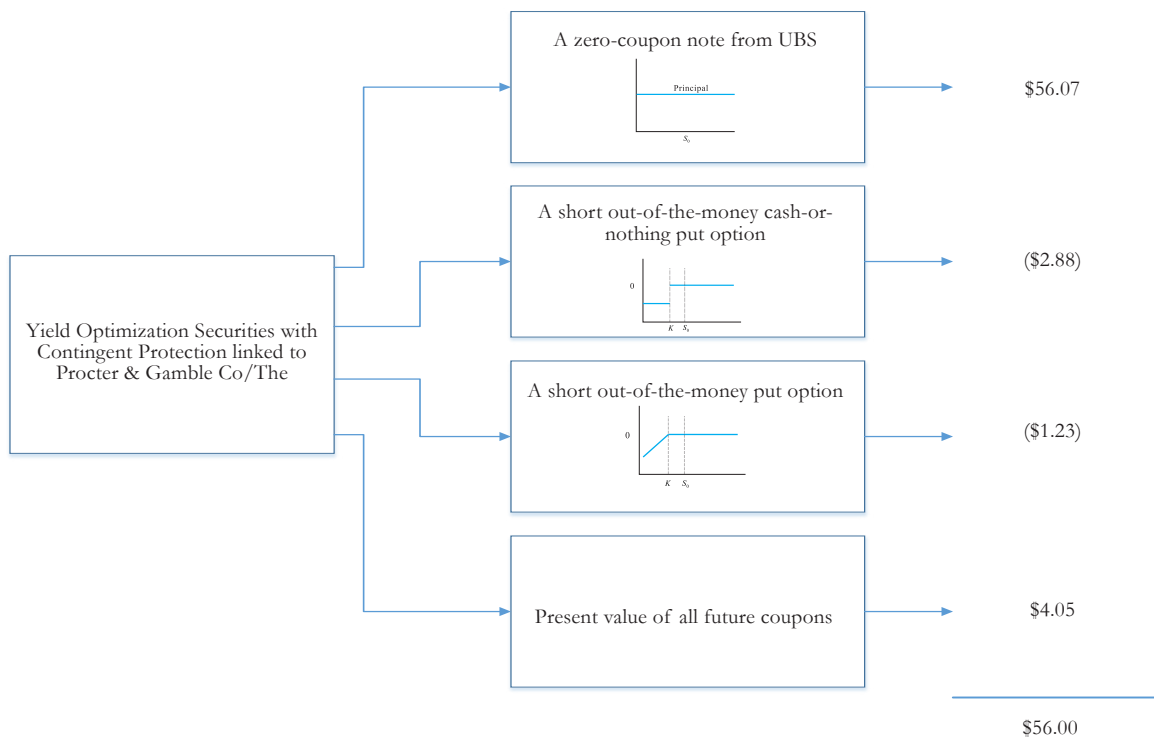 Yield Optimization Securities with
Contingent Protection linked to
Procter & Gamble Co/The
A zero-coupon note from UBS
Principal
S0
$56.07
A short out-of-the-money cash-or-
nothing put option
0
K S0
($2.88)
A short out-of-the-money put option
0
K S0
($1.23)
Present value of all future coupons
$4.05
$56.00